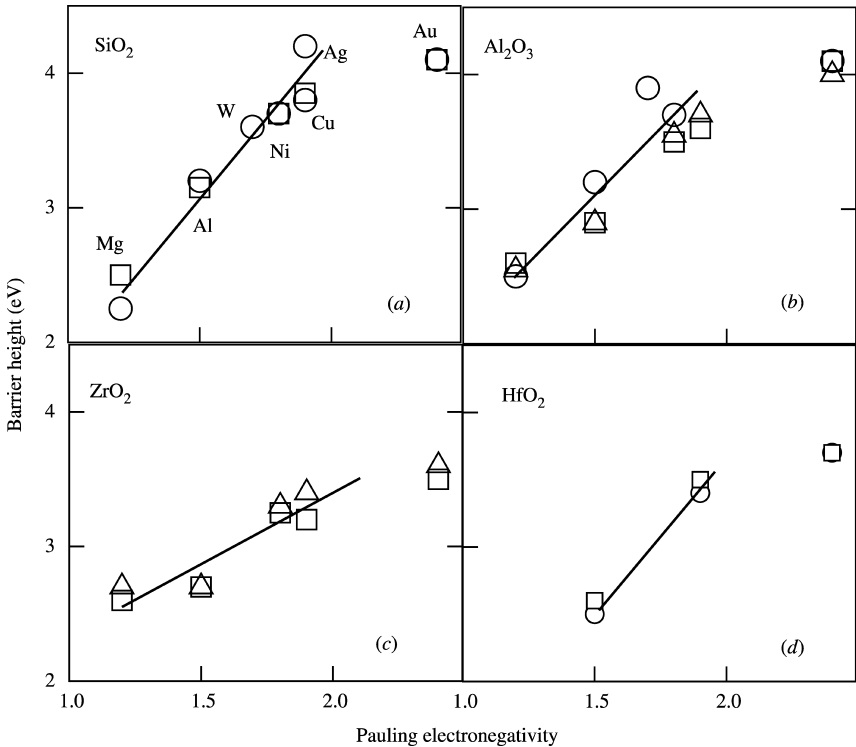 SiO2
Au
Ag
W
Cu
Ni
Al
Mg
(a)
Al2O3
(b)
ZrO2
(c)
HfO2
(d)
4
3
2
4
3
2
1.0
1.5
2.0
1.0
1.5
2.0
Barrier height (eV)
Pauling electronegativity